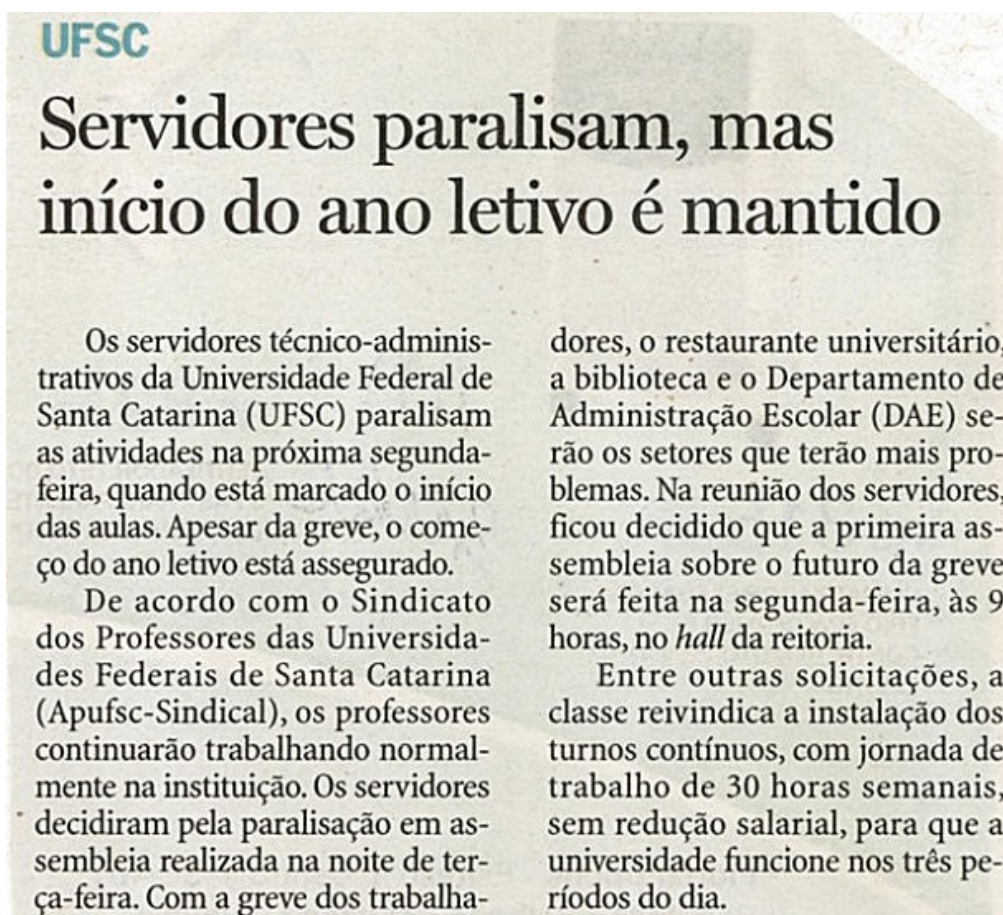 UFSC
Servidores paralisam, mas
início do ano letivo é mantido
Os servidores técnico-adminis-
trativos da Universidade Federal de
Santa Catarina (UFSC) paralisam
as atividades na próxima segunda-
feira, quando está marcado o início
das aulas. Apesar da greve, o come-
ço do ano letivo está assegurado.
De acordo com o Sindicato
dos Professores das Universida-
des Federais de Santa Catarina
(Apufsc-Sindical), os professores
continuarão trabalhando normal-
mente na instituição. Os servidores
decidiram pela paralisação em as-
sembleia realizada na noite de ter-
ça-feira. Com a greve dos trabalha-
dores, o restaurante universitário,
a biblioteca e o Departamento de
Administração Escolar (DAE) se-
rão os setores que terão mais pro-
blemas. Na reunião dos servidores,
ficou decidido que a primeira as-
sembleia sobre o futuro da greve
será feita na segunda-feira, às 9
horas, no hall da reitoria.
Entre outras solicitações, a
classe reivindica a instalação dos
turnos contínuos, com jornada de
trabalho de 30 horas semanais,
sem redução salarial, para que a
universidade funcione nos três pe-
ríodos do dia.